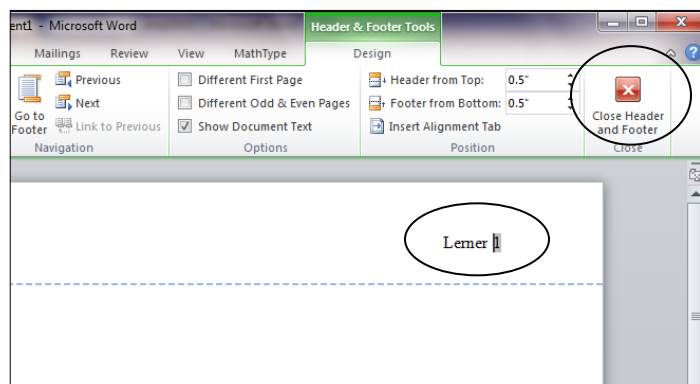 ent1 - Microsoft Word
Header & Footer Tools
Mailings Review View MathType Design
Go to Footer
Previous
Next
Link to Previous
Navigation
Different First Page
Different Odd & Even Pages
Show Document Text
Options
Header from Top: 0.5"
Footer from Bottom: 0.5"
Insert Alignment Tab
Position
Close Header
and Footer
Close
Lerner 1